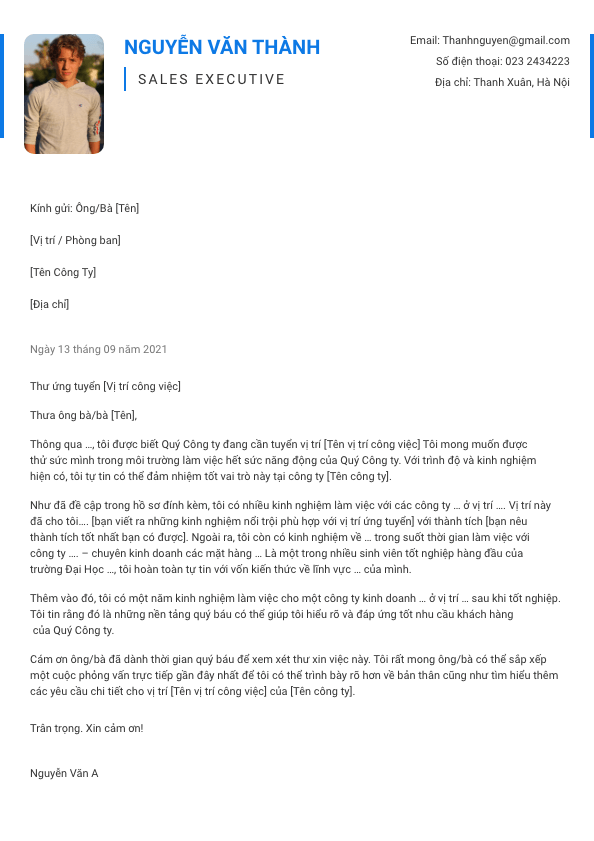 NGUYỄN VĂN THÀNH
SALES EXECUTIVE
Email: Thanhnguyen@gmail.com
Số điện thoại: 023 2434223
Địa chỉ: Thanh Xuân, Hà Nội
Kính gửi: Ông/Bà [Tên]
[Vị trí / Phòng ban]
[Tên Công Ty]
[Địa chỉ]
Ngày 13 tháng 09 năm 2021
Thư ứng tuyển [Vị trí công việc]
Thưa ông bà/bà [Tên],
Thông qua …, tôi được biết Quý Công ty đang cần tuyển vị trí [Tên vị trí công việc] Tôi mong muốn được
thử sức mình trong môi trường làm việc hết sức năng động của Quý Công ty. Với trình độ và kinh nghiệm
hiện có, tôi tự tin có thể đảm nhiệm tốt vai trò này tại công ty [Tên công ty].
Như đã đề cập trong hồ sơ đính kèm, tôi có nhiều kinh nghiệm làm việc với các công ty … ở vị trí …. Vị trí này
đã cho tôi…. [bạn viết ra những kinh nghiệm nổi trội phù hợp với vị trí ứng tuyển] với thành tích [bạn nêu
thành tích tốt nhất bạn có được]. Ngoài ra, tôi còn có kinh nghiệm về … trong suốt thời gian làm việc với
công ty …. – chuyên kinh doanh các mặt hàng … Là một trong nhiều sinh viên tốt nghiệp hàng đầu của
trường Đại Học …, tôi hoàn toàn tự tin với vốn kiến thức về lĩnh vực … của mình.
Thêm vào đó, tôi có một năm kinh nghiệm làm việc cho một công ty kinh doanh … ở vị trí … sau khi tốt nghiệp.
Tôi tin rằng đó là những nền tảng quý báu có thể giúp tôi hiểu rõ và đáp ứng tốt nhu cầu khách hàng
của Quý Công ty.
Cám ơn ông/bà đã dành thời gian quý báu để xem xét thư xin việc này. Tôi rất mong ông/bà có thể sắp xếp
một cuộc phỏng vấn trực tiếp gần đây nhất để tôi có thể trình bày rõ hơn về bản thân cũng như tìm hiểu thêm
các yêu cầu chi tiết cho vị trí [Tên vị trí công việc] của [Tên công ty].
Trân trọng. Xin cảm ơn!
Nguyễn Văn A